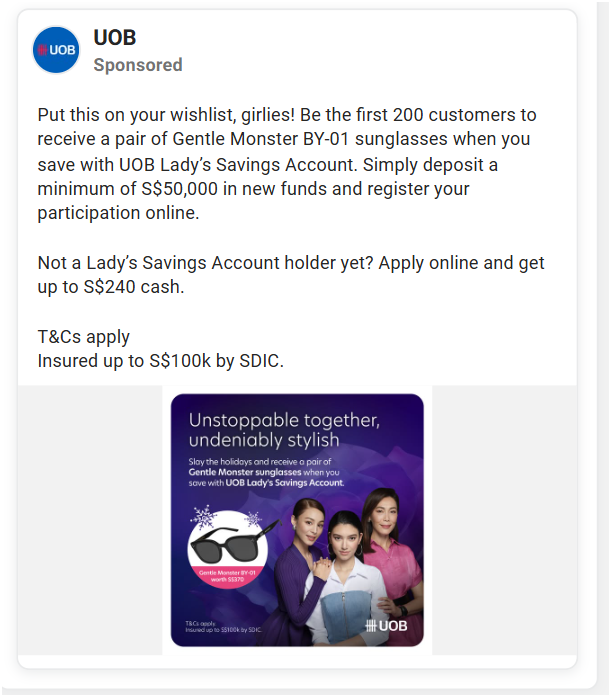 UOB
UOB
Sponsored
Put this on your wishlist, girlies! Be the first 200 customers to
receive a pair of Gentle Monster BY-01 sunglasses when you
save with UOB Lady’s Savings Account. Simply deposit a
minimum of S$50,000 in new funds and register your
participation online.
Not a Lady’s Savings Account holder yet? Apply online and get
up to S$240 cash.
T&Cs apply
Insured up to S$100k by SDIC.
Unstoppable together,
undeniably stylish
Slay the holidays and receive a pair of
Gentle Monster sunglasses when you
save with UOB Lady's Savings Account.
Gentle Monster BY-01
worth S$370
T&Cs apply.
Insured up to S$100k by SDIC.
UOB